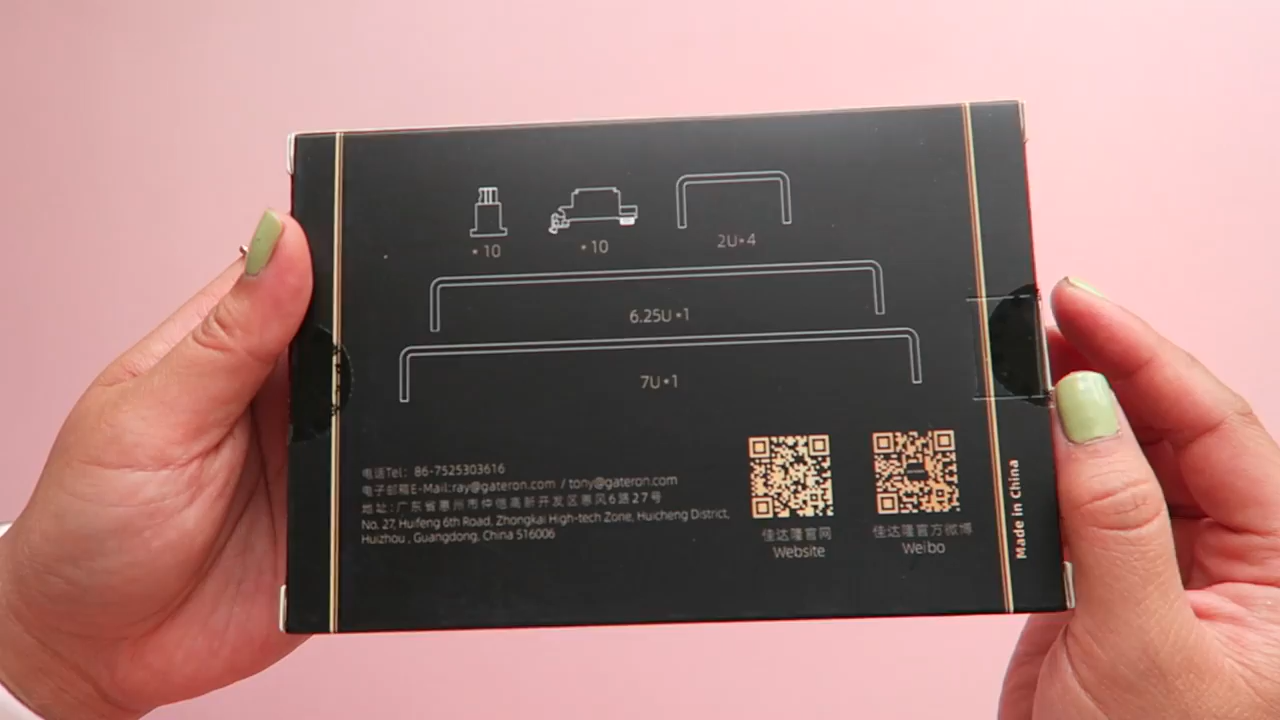 *10
*10
2U*4
6.25U*1
7U*1
电话Tel: 86-7525303616
电子邮箱E-Mail:ray@gateron.com / tony@gateron.com
地址:广东省惠州市仲恺高新开发区惠风6路27号
No. 27, Huifeng 6th Road, Zhongkai High-tech Zone, Huicheng District,
Huizhou , Guangdong, China 516006
佳达隆官网
Website
佳达隆官方微博
Weibo
Made in China